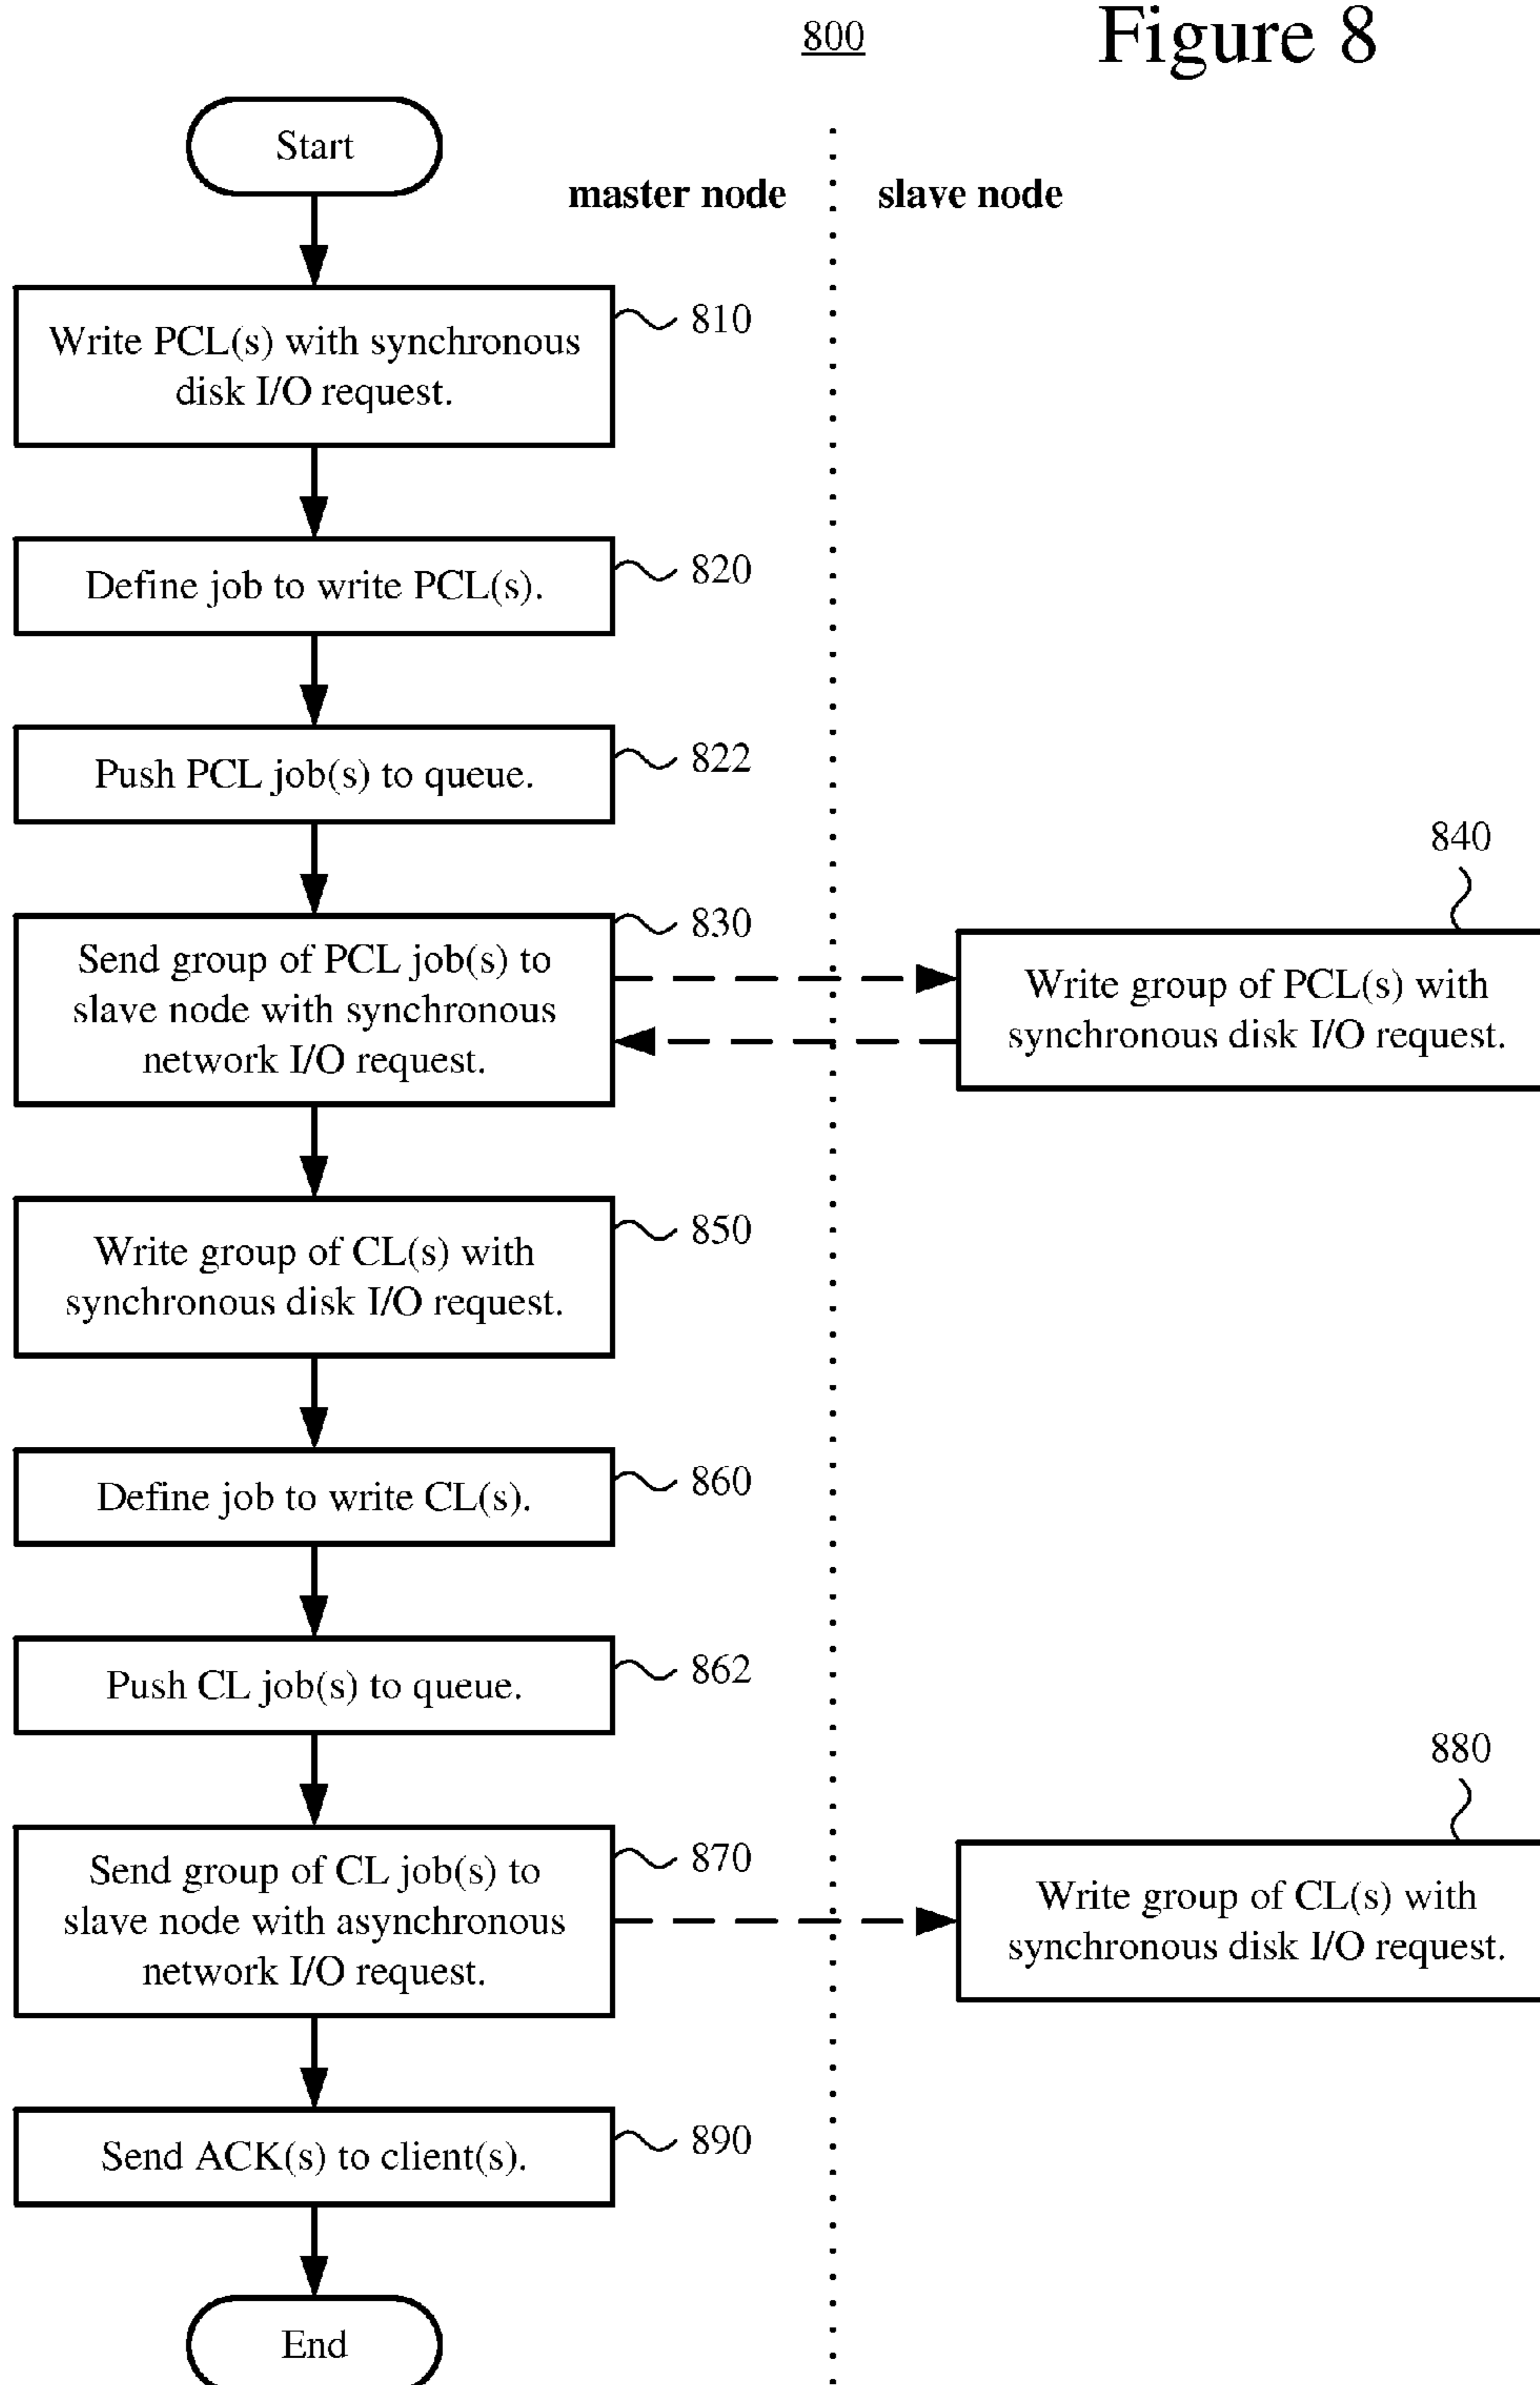 800
Figure 8
Start
master node
slave node
Write PCL(s) with synchronous
disk I/O request.
810
Define job to write PCL(s).
820
Push PCL job(s) to queue.
822
Send group of PCL job(s) to
slave node with synchronous
network I/O request.
830
840
Write group of PCL(s) with
synchronous disk I/O request.
Write group of CL(s) with
synchronous disk I/O request.
850
Define job to write CL(s).
860
Push CL job(s) to queue.
862
Send group of CL job(s) to
slave node with asynchronous
network I/O request.
870
880
Write group of CL(s) with
synchronous disk I/O request.
Send ACK(s) to client(s).
890
End